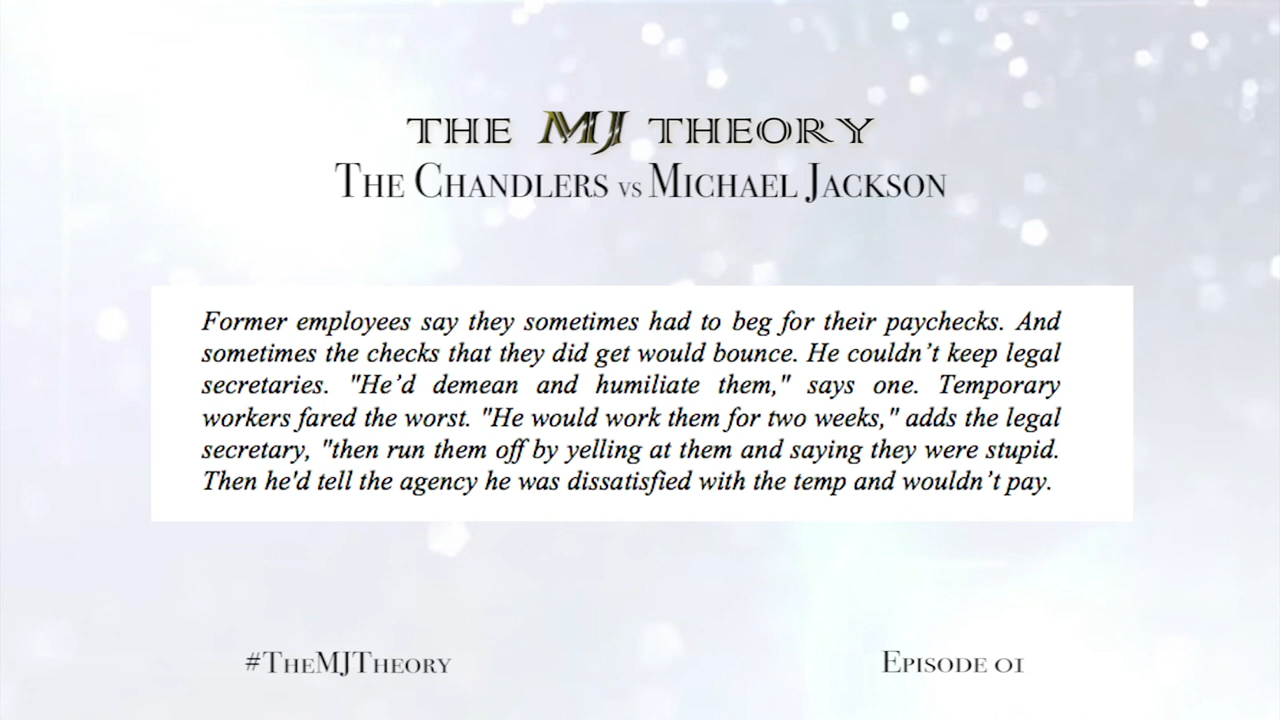 THE MJ THEORY
THE CHANDLERS VS MICHAEL JACKSON
Former employees say they sometimes had to beg for their paychecks. And
sometimes the checks that they did get would bounce. He couldn’t keep legal
secretaries. "He’d demean and humiliate them," says one. Temporary
workers fared the worst. "He would work them for two weeks," adds the legal
secretary, "then run them off by yelling at them and saying they were stupid.
Then he'd tell the agency he was dissatisfied with the temp and wouldn’t pay.
#THEMJTHEORY
EPISODE 01